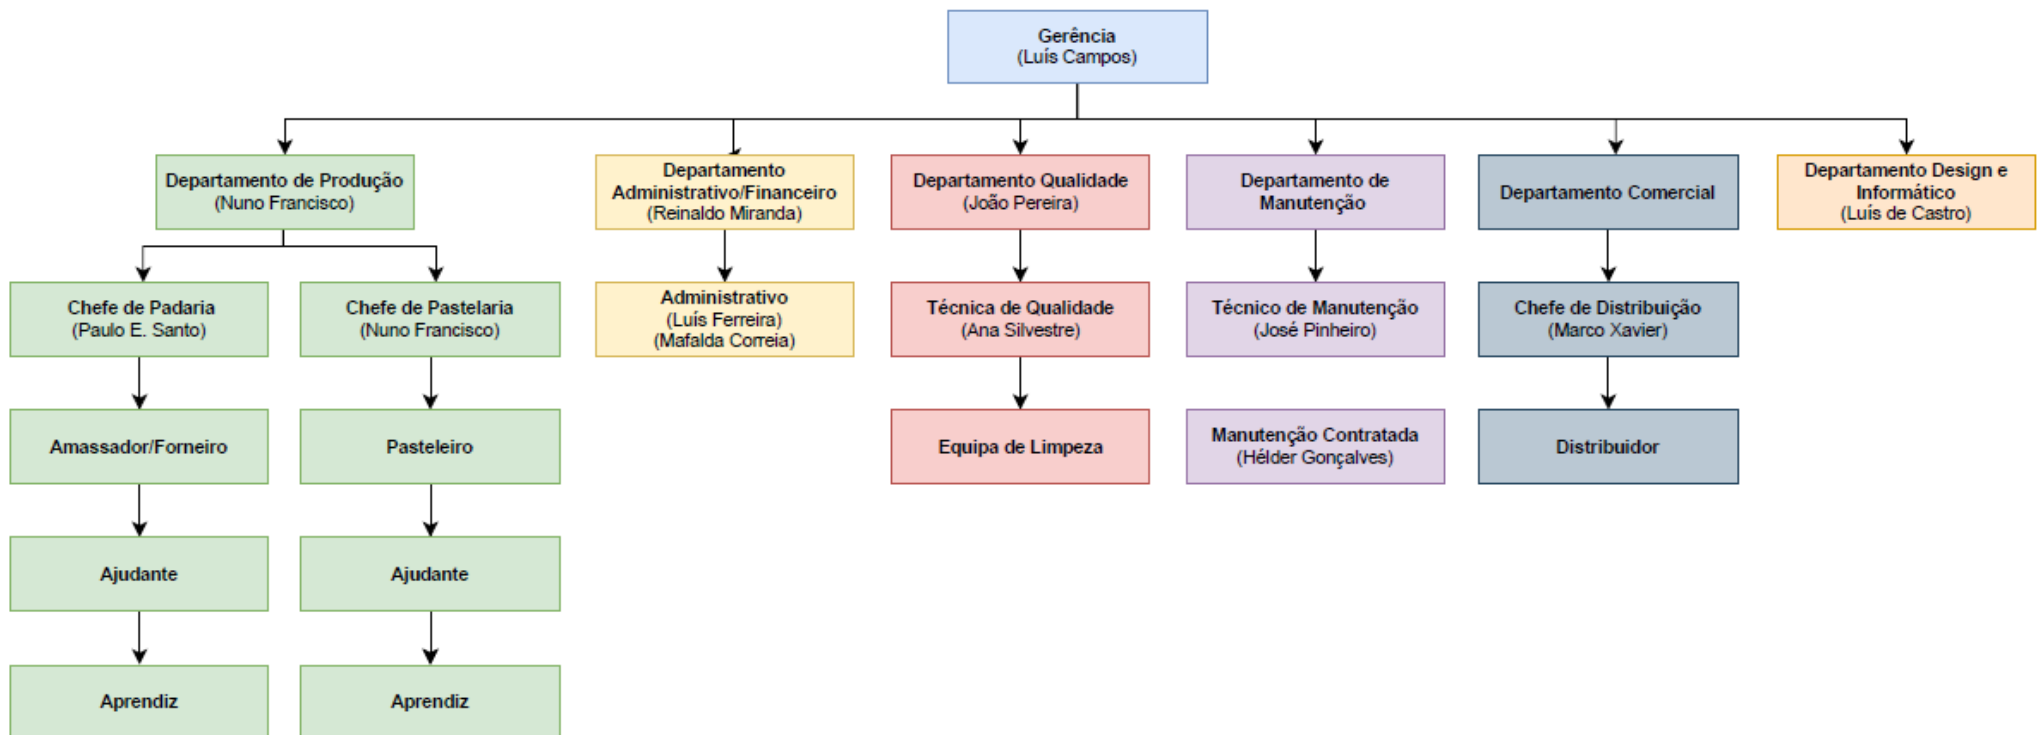 Gerência
(Luís Campos)
Departamento de Produção
(Nuno Francisco)
Departamento
Administrativo/Financeiro
(Reinaldo Miranda)
Departamento Qualidade
(João Pereira)
Departamento de
Manutenção
Departamento Comercial
Departamento Design e
Informático
(Luís de Castro)
Chefe de Padaria
(Paulo E. Santo)
Chefe de Pastelaria
(Nuno Francisco)
Administrativo
(Luís Ferreira)
(Mafalda Correia)
Técnica de Qualidade
(Ana Silvestre)
Técnico de Manutenção
(José Pinheiro)
Chefe de Distribuição
(Marco Xavier)
Amassador/Forneiro
Pasteleiro
Equipa de Limpeza
Manutenção Contratada
(Hélder Gonçalves)
Distribuidor
Ajudante
Ajudante
Aprendiz
Aprendiz